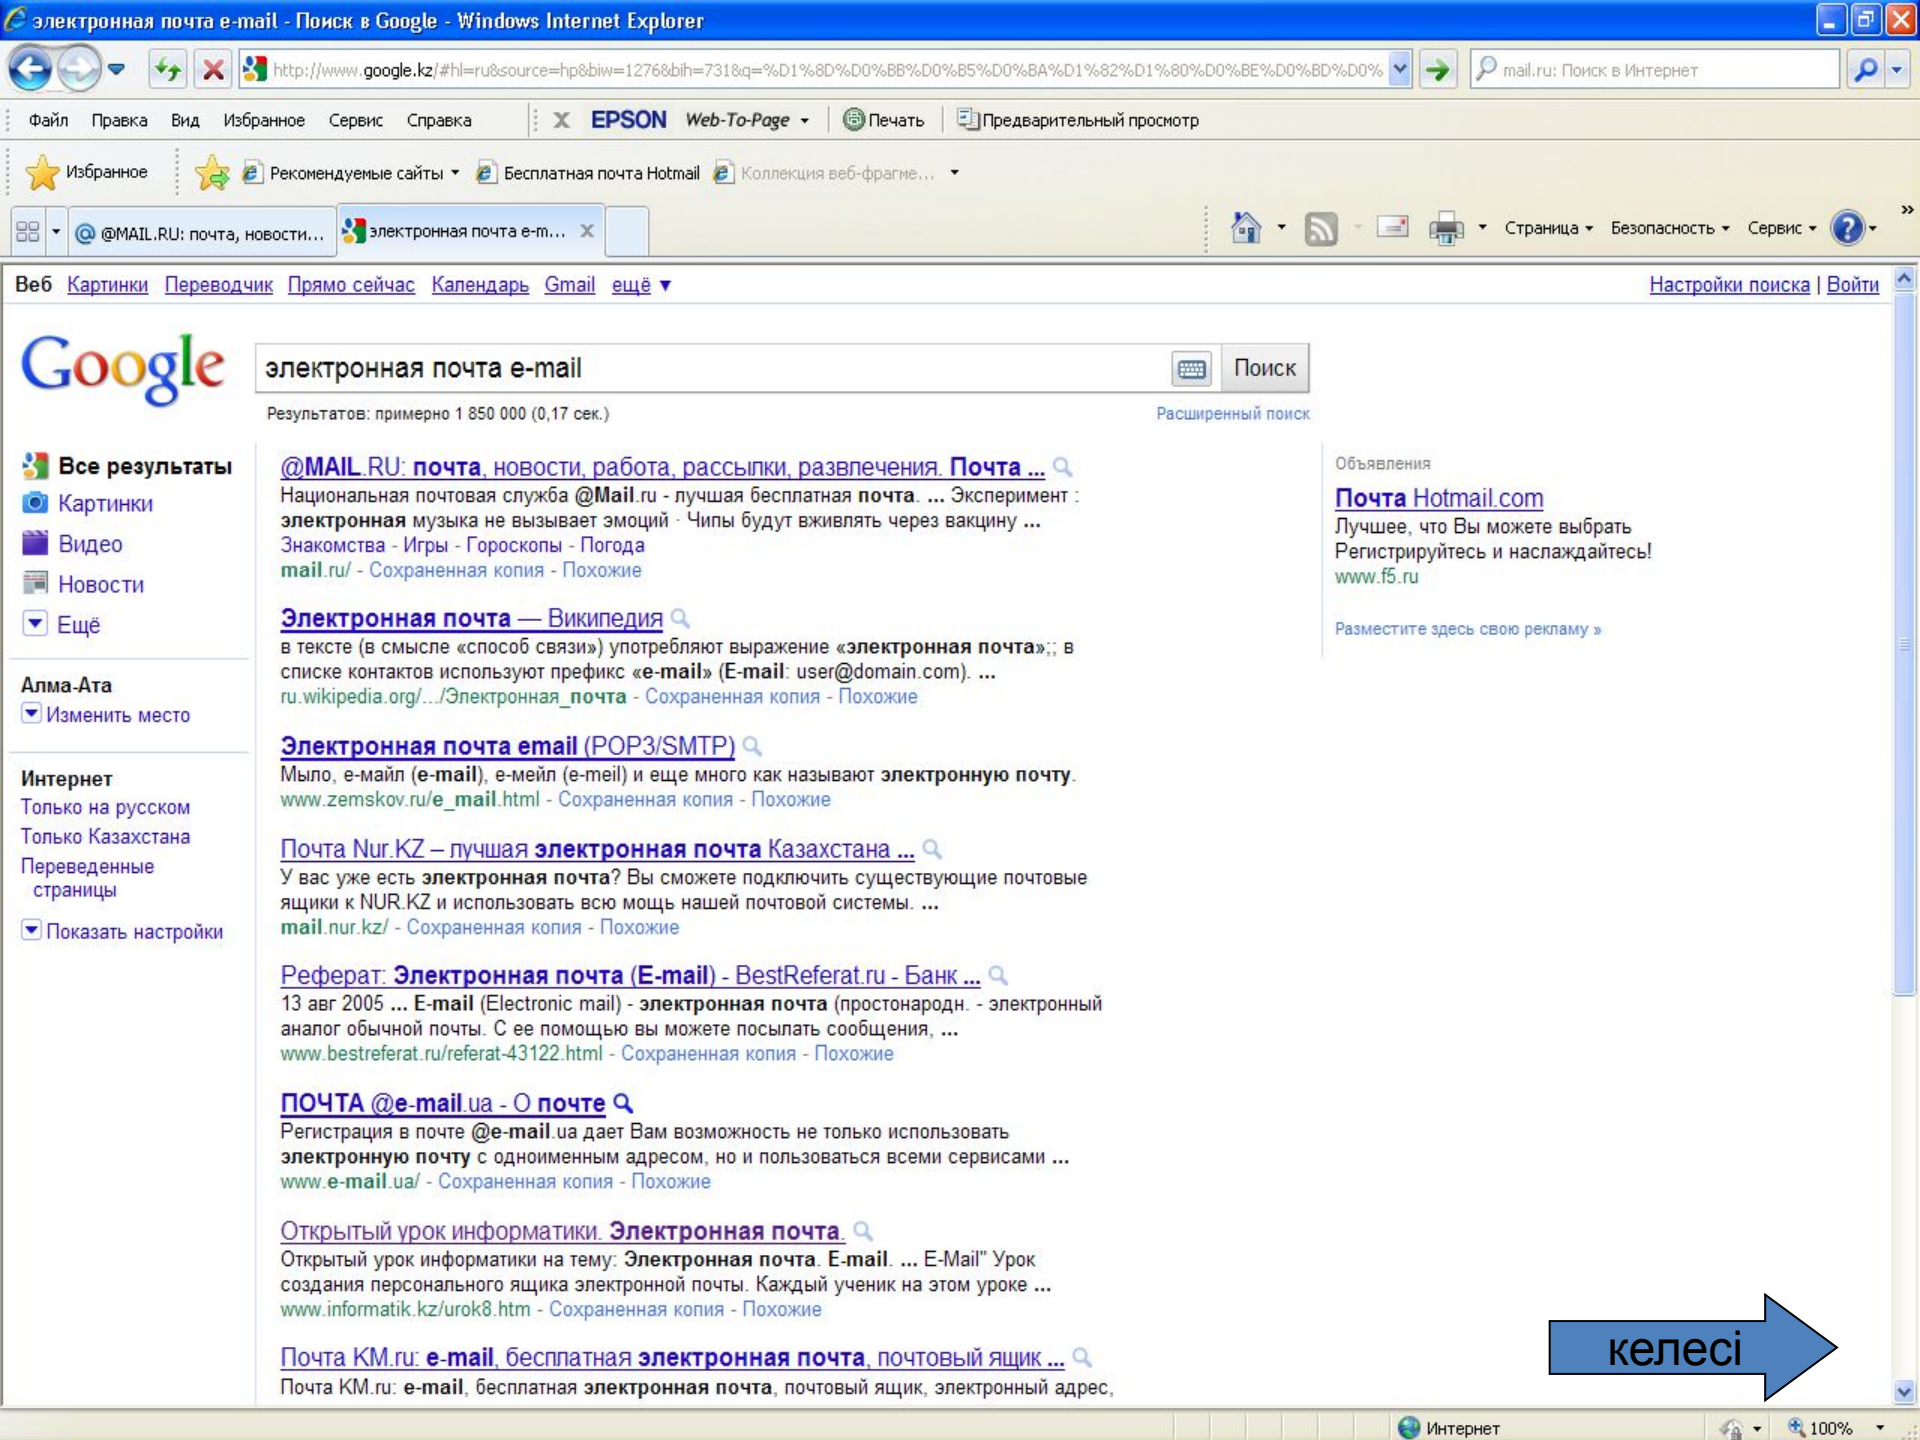 электронная почта e-mail - Поиск в Google - Windows Internet Explorer
http://www.google.kz/#hl=ru&source=hp&biw=1276&bih=731&q=%D1%8D%D0%BB%D0%B5%D0%BA%D1%82%D1%80%D0%BE%D0%BD%D0%
mail.ru: Поиск в Интернет
Файл Правка Вид Избранное Сервис Справка X EPSON Web-To-Page Печать Предварительный просмотр
Избранное Рекомендуемые сайты Бесплатная почта Hotmail Коллекция веб-фрагме...
@MAIL.RU: почта, новости... электронная почта e-m... X Страница Безопасность Сервис »
Веб Картинки Переводчик Прямо сейчас Календарь Gmail ещё ▼ Настройки поиска | Войти
Google электронная почта e-mail Поиск
Результатов: примерно 1 850 000 (0,17 сек.) Расширенный поиск
Все результаты
Картинки
Видео
Новости
Ещё
Алма-Ата
Изменить место
Интернет
Только на русском
Только Казахстана
Переведенные
страницы
Показать настройки
@MAIL.RU: почта, новости, работа, рассылки, развлечения. Почта ...
Национальная почтовая служба @Mail.ru - лучшая бесплатная почта. ... Эксперимент :
электронная музыка не вызывает эмоций · Чипы будут вживлять через вакцину ...
Знакомства - Игры - Гороскопы - Погода
mail.ru/ - Сохраненная копия - Похожие
Электронная почта — Википедия
в тексте (в смысле «способ связи») употребляют выражение «электронная почта»;; в
списке контактов используют префикс «e-mail» (E-mail: user@domain.com). ...
ru.wikipedia.org/.../Электронная_почта - Сохраненная копия - Похожие
Электронная почта email (POP3/SMTP)
Мыло, е-майл (e-mail), е-мейл (e-meil) и еще много как называют электронную почту.
www.zemskov.ru/e_mail.html - Сохраненная копия - Похожие
Почта Nur.KZ – лучшая электронная почта Казахстана ...
У вас уже есть электронная почта? Вы сможете подключить существующие почтовые
ящики к NUR.KZ и использовать всю мощь нашей почтовой системы. ...
mail.nur.kz/ - Сохраненная копия - Похожие
Реферат: Электронная почта (E-mail) - BestReferat.ru - Банк ...
13 авг 2005 ... E-mail (Electronic mail) - электронная почта (простонародн. - электронный
аналог обычной почты. С ее помощью вы можете посылать сообщения, ...
www.bestreferat.ru/referat-43122.html - Сохраненная копия - Похожие
ПОЧТА @e-mail.ua - О почте
Регистрация в почте @e-mail.ua дает Вам возможность не только использовать
электронную почту с одноименным адресом, но и пользоваться всеми сервисами ...
www.e-mail.ua/ - Сохраненная копия - Похожие
Открытый урок информатики. Электронная почта.
Открытый урок информатики на тему: Электронная почта. E-mail. ... E-Mail" Урок
создания персонального ящика электронной почты. Каждый ученик на этом уроке ...
www.informatik.kz/urok8.htm - Сохраненная копия - Похожие
Почта KM.ru: e-mail, бесплатная электронная почта, почтовый ящик ...
Почта KM.ru: e-mail, бесплатная электронная почта, почтовый ящик, электронный адрес,
Объявления
Почта Hotmail.com
Лучшее, что Вы можете выбрать
Регистрируйтесь и наслаждайтесь!
www.f5.ru
Разместите здесь свою рекламу »
келесі
Интернет 100%